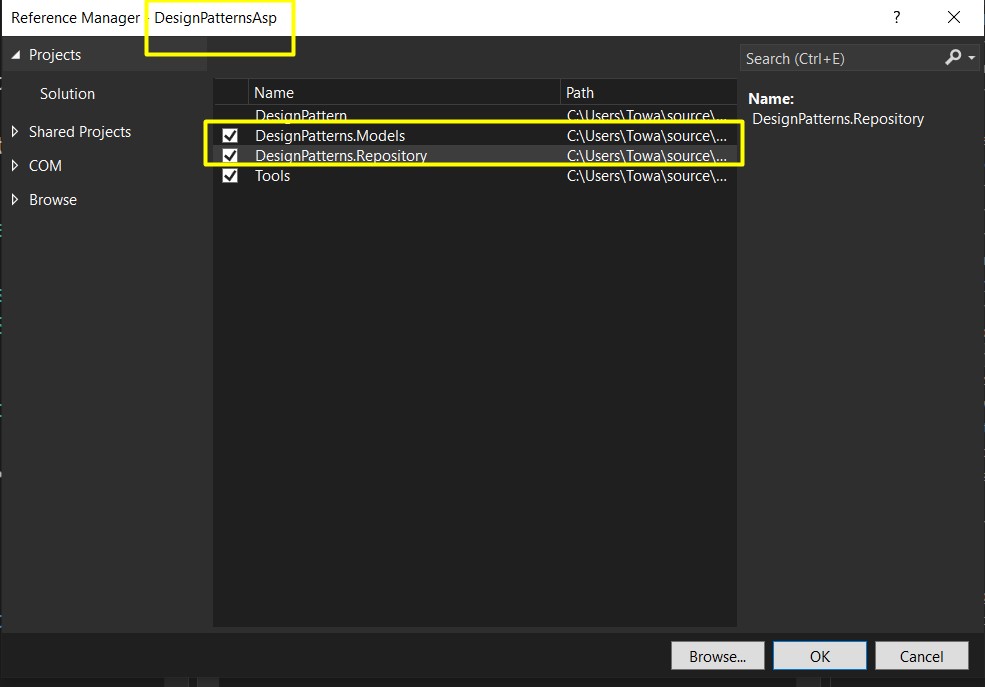 Reference Manager - DesignPatternsAsp ?
Projects
Search (Ctrl+E)
Solution
Shared Projects
COM
Browse
Name Path
DesignPattern C:\Users\Towa\source\...
DesignPatterns.Models C:\Users\Towa\source\...
DesignPatterns.Repository C:\Users\Towa\source\...
Tools C:\Users\Towa\source\...
Name:
DesignPatterns.Repository
Browse... OK Cancel